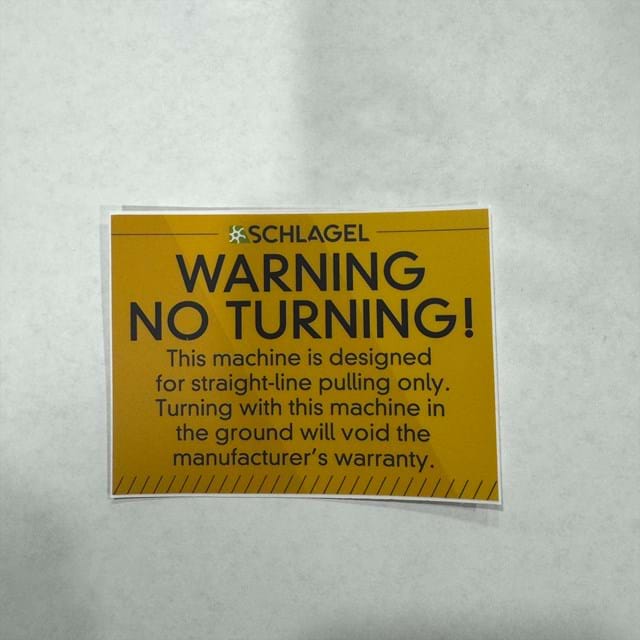 SCHLAGEL
WARNING
NO TURNING!
This machine is designed
for straight-line pulling only.
Turning with this machine in
the ground will void the
manufacturer's warranty.